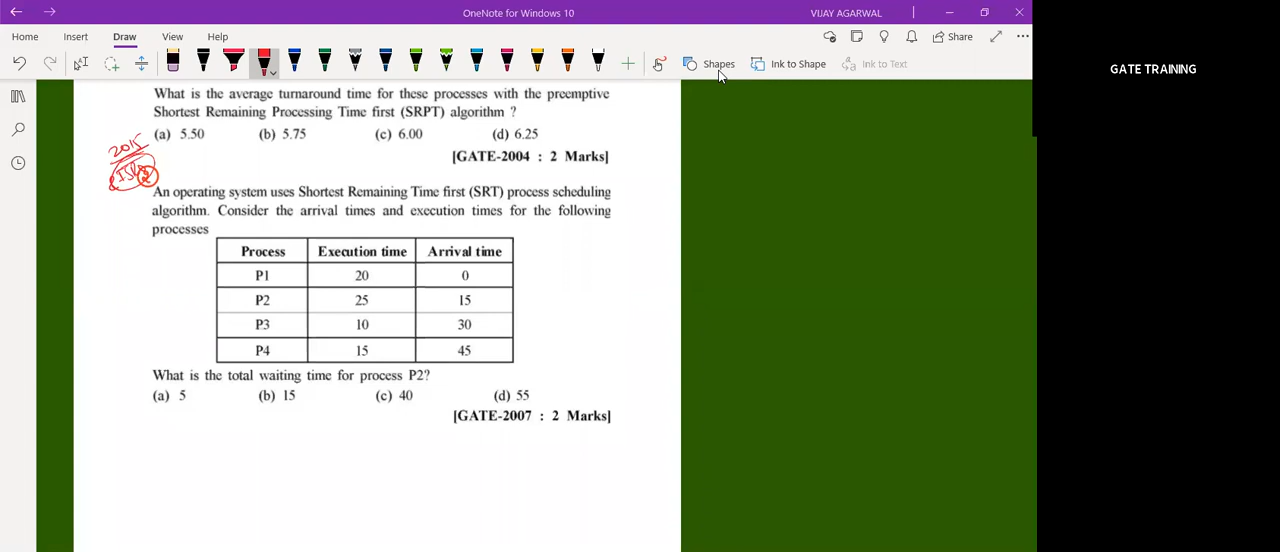 OneNote for Windows 10
VIJAY AGARWAL
Home Insert Draw View Help
Share
Shapes Ink to Shape Ink to Text
GATE TRAINING
What is the average turnaround time for these processes with the preemptive
Shortest Remaining Processing Time first (SRPT) algorithm ?
(a) 5.50 (b) 5.75 (c) 6.00 (d) 6.25
[GATE-2004 : 2 Marks]
2015
2
An operating system uses Shortest Remaining Time first (SRT) process scheduling
algorithm. Consider the arrival times and execution times for the following
processes
Process Execution time Arrival time
P1 20 0
P2 25 15
P3 10 30
P4 15 45
What is the total waiting time for process P2?
(a) 5 (b) 15 (c) 40 (d) 55
[GATE-2007 : 2 Marks]